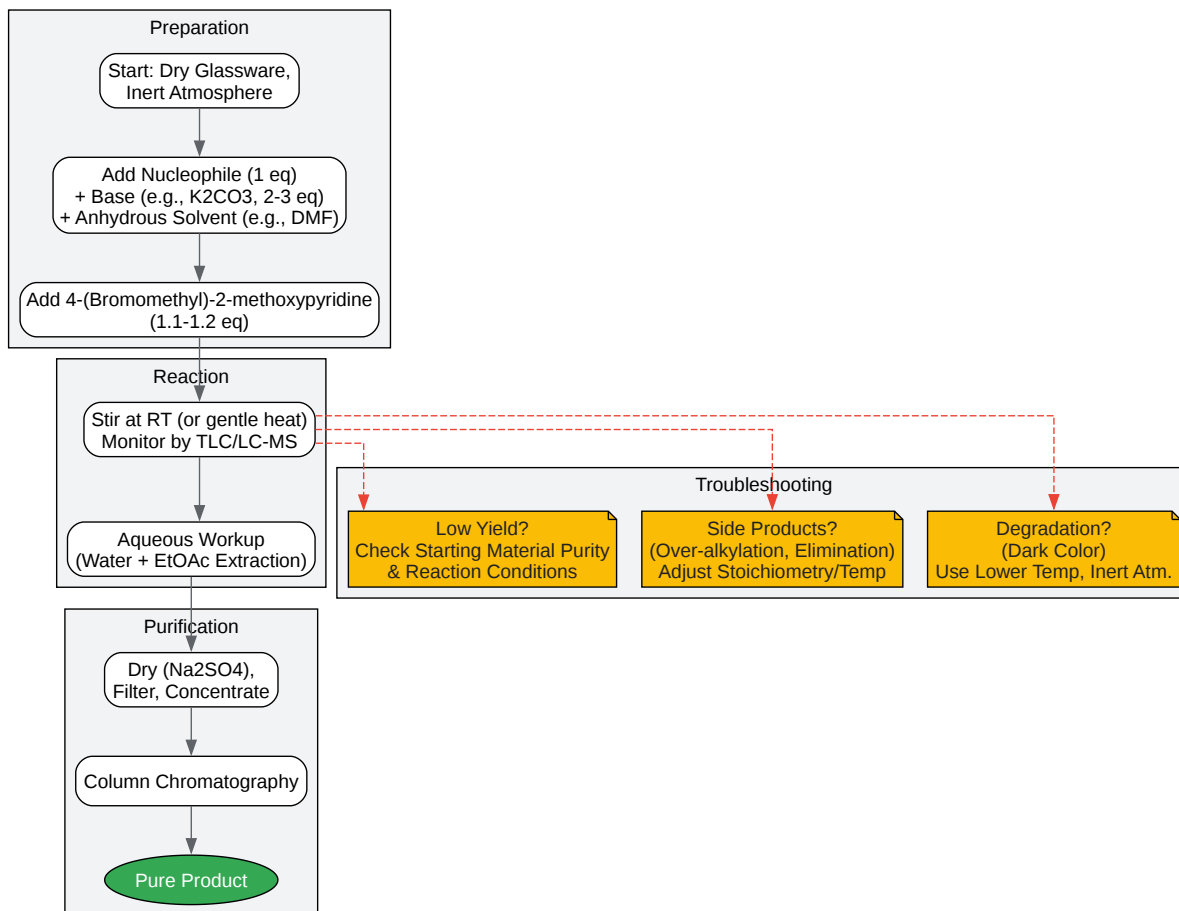 Preparation
Start: Dry Glassware,
Inert Atmosphere
Add Nucleophile (1 eq)
+ Base (e.g., K2CO3, 2-3 eq)
+ Anhydrous Solvent (e.g., DMF)
Add 4-(Bromomethyl)-2-methoxypyridine
(1.1-1.2 eq)
Reaction
Stir at RT (or gentle heat)
Monitor by TLC/LC-MS
Aqueous Workup
(Water + EtOAc Extraction)
Troubleshooting
Low Yield?
Check Starting Material Purity
& Reaction Conditions
Side Products?
(Over-alkylation, Elimination)
Adjust Stoichiometry/Temp
Degradation?
(Dark Color)
Use Lower Temp, Inert Atm.
Purification
Dry (Na2SO4),
Filter, Concentrate
Column Chromatography
Pure Product